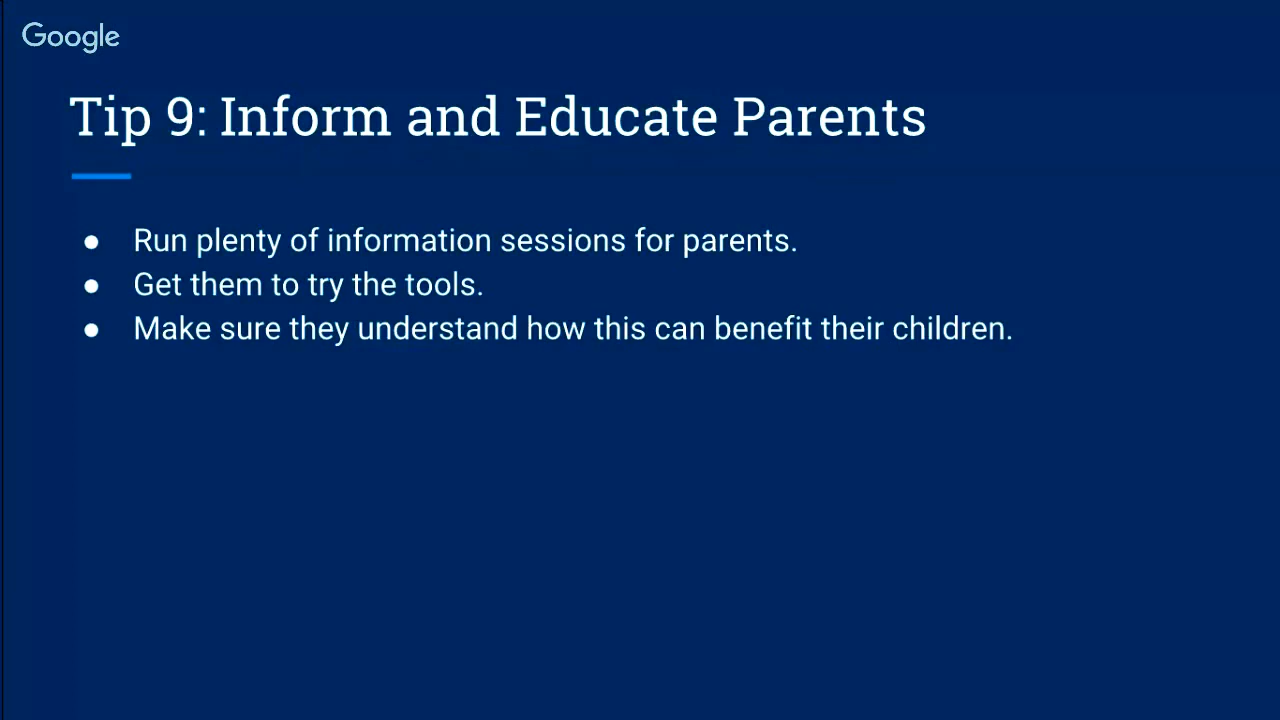 Google
Tip 9: Inform and Educate Parents
● Run plenty of information sessions for parents.
● Get them to try the tools.
● Make sure they understand how this can benefit their children.